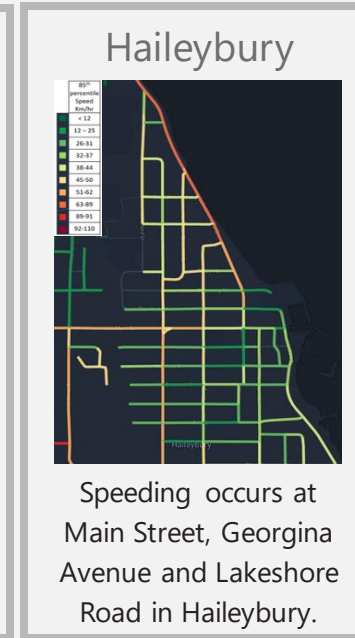 Haileybury
85th
percentile
Speed
Km/hr
< 12
12 – 25
26-31
32-37
38-44
45-50
51-62
63-89
89-91
92-110
Haileybury
Speeding occurs at
Main Street, Georgina
Avenue and Lakeshore
Road in Haileybury.